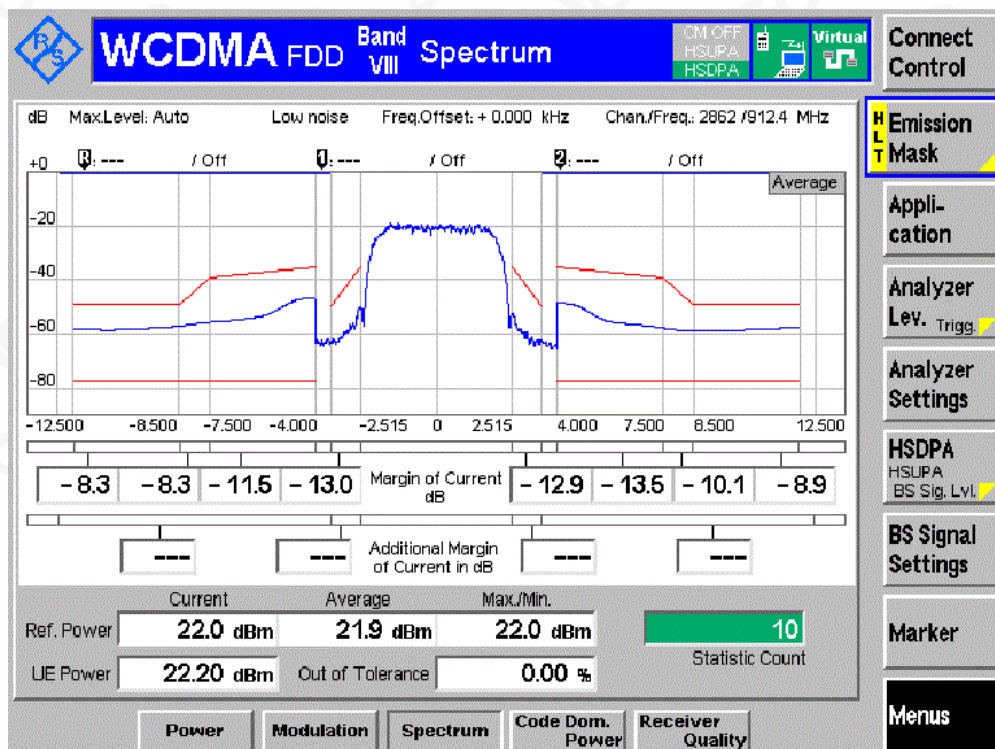 R&S WCDMA FDD Band VIII Spectrum
CM OFF
HSUPA
HSDPA
Virtual
Connect Control
dB Max.Level: Auto Low noise Freq.Offset: + 0.000 kHz Chan./Freq.: 2862 /912.4 MHz
HLT
Emission Mask
+0 R: --- / Off 1: --- / Off 2: --- / Off
Average
Appli-
cation
-20
-40
-60
-80
Analyzer
Lev. Trigg.
Analyzer
Settings
-12.500 -8.500 -7.500 -4.000 -2.515 0 2.515 4.000 7.500 8.500 12.500
HSDPA
HSUPA
BS Sig. Lvl.
- 8.3 - 8.3 - 11.5 - 13.0 Margin of Current dB - 12.9 - 13.5 - 10.1 - 8.9
--- --- Additional Margin of Current in dB --- ---
BS Signal
Settings
Current Average Max./Min.
Ref. Power 22.0 dBm 21.9 dBm 22.0 dBm 10
Statistic Count
UE Power 22.20 dBm Out of Tolerance 0.00 %
Marker
Power Modulation Spectrum Code Dom. Power Receiver Quality
Menus